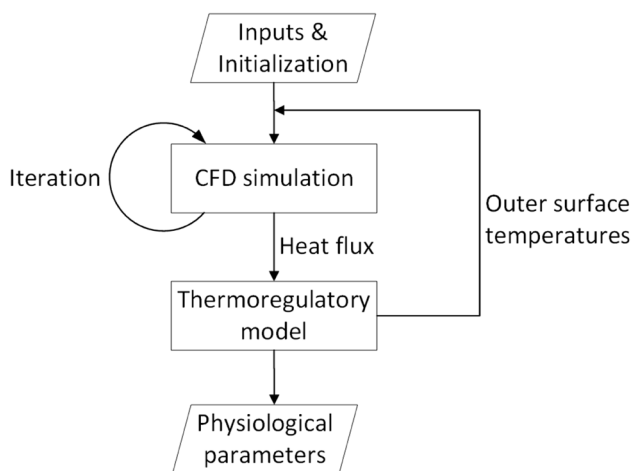 Inputs &
Initialization
Iteration
CFD simulation
Outer surface
temperatures
Heat flux
Thermoregulatory
model
Physiological
parameters